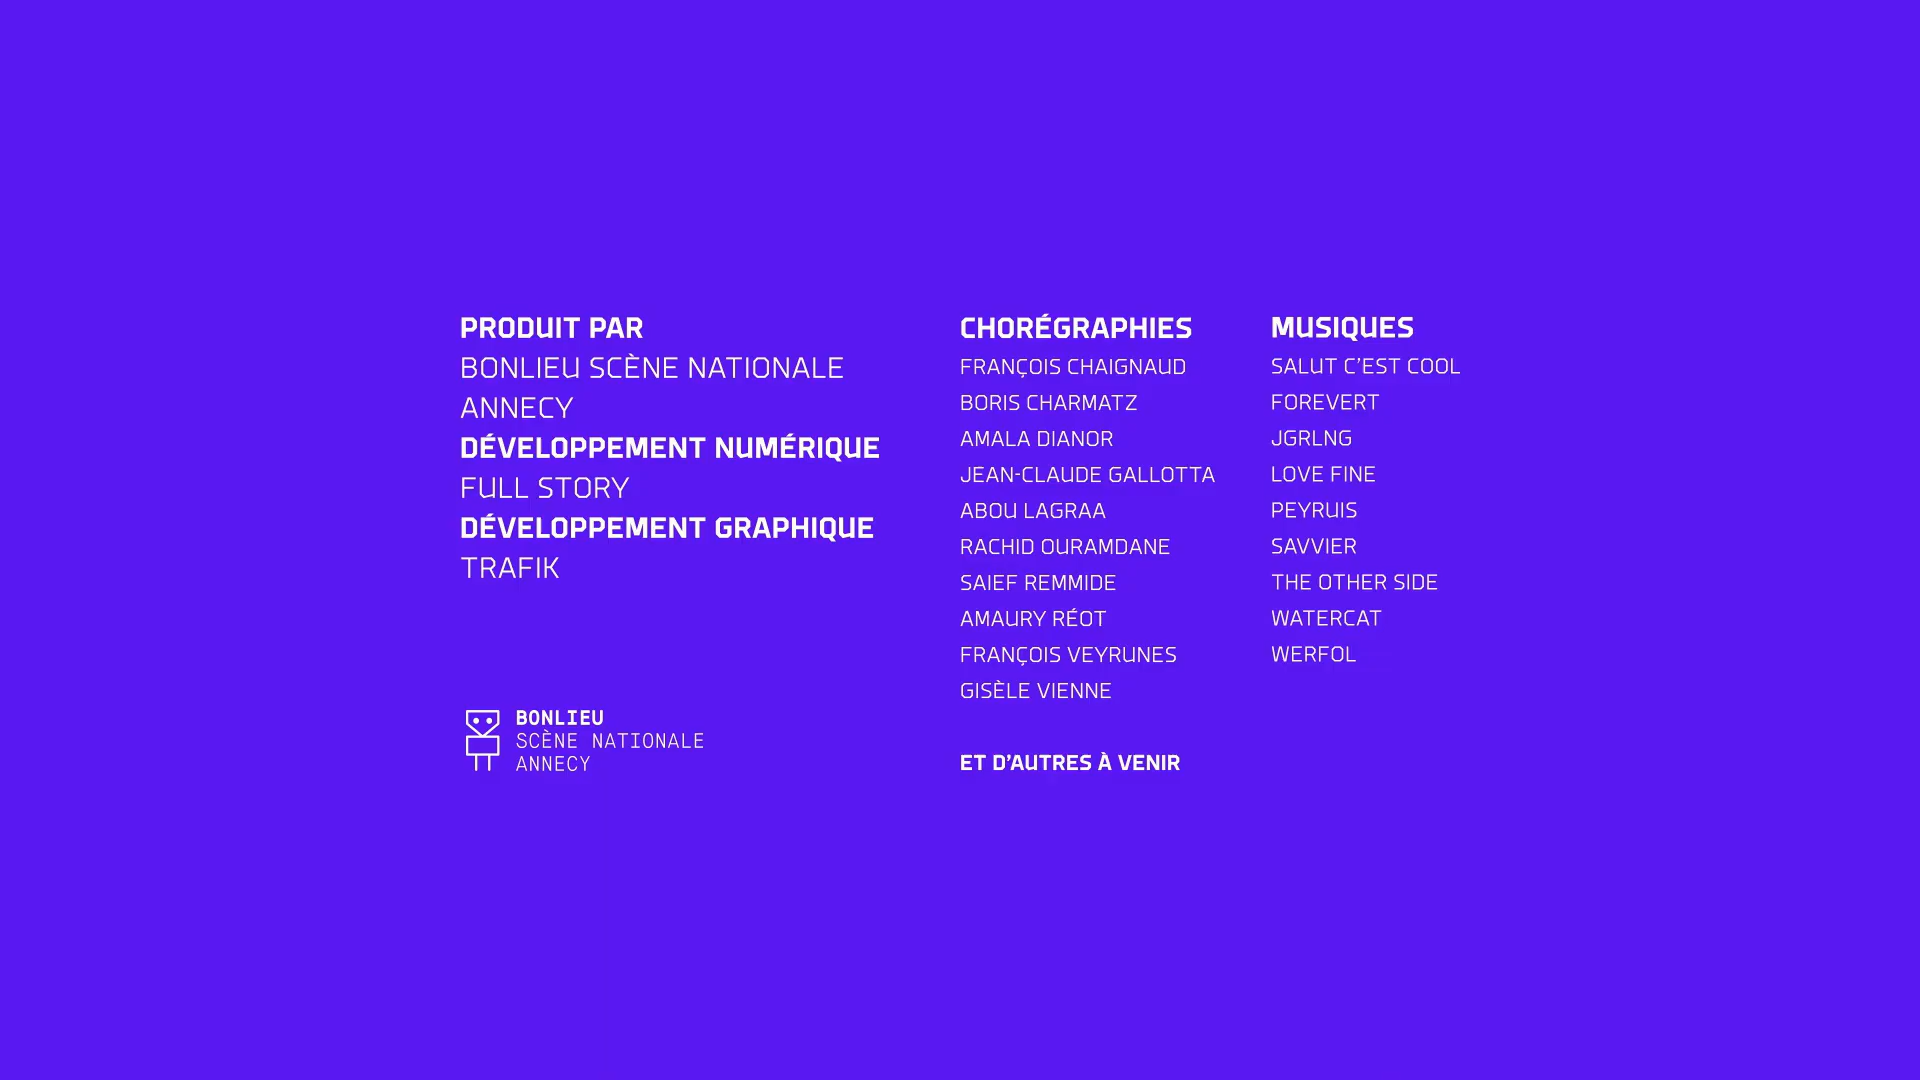 PRODUIT PAR
BONLIEU SCÈNE NATIONALE
ANNECY
DÉVELOPPEMENT NUMÉRIQUE
FULL STORY
DÉVELOPPEMENT GRAPHIQUE
TRAFIK
BONLIEU
SCÈNE NATIONALE
ANNECY
CHORÉGRAPHIES
FRANÇOIS CHAIGNAUD
BORIS CHARMATZ
AMALA DIANOR
JEAN-CLAUDE GALLOTTA
ABOU LAGRAA
RACHID OURAMDANE
SAIEF REMMIDE
AMAURY RÉOT
FRANÇOIS VEYRUNES
GISÈLE VIENNE
ET D’AUTRES À VENIR
MUSIQUES
SALUT C’EST COOL
FOREVERT
JGRLNG
LOVE FINE
PEYRUIS
SAVVIER
THE OTHER SIDE
WATERCAT
WERFOL